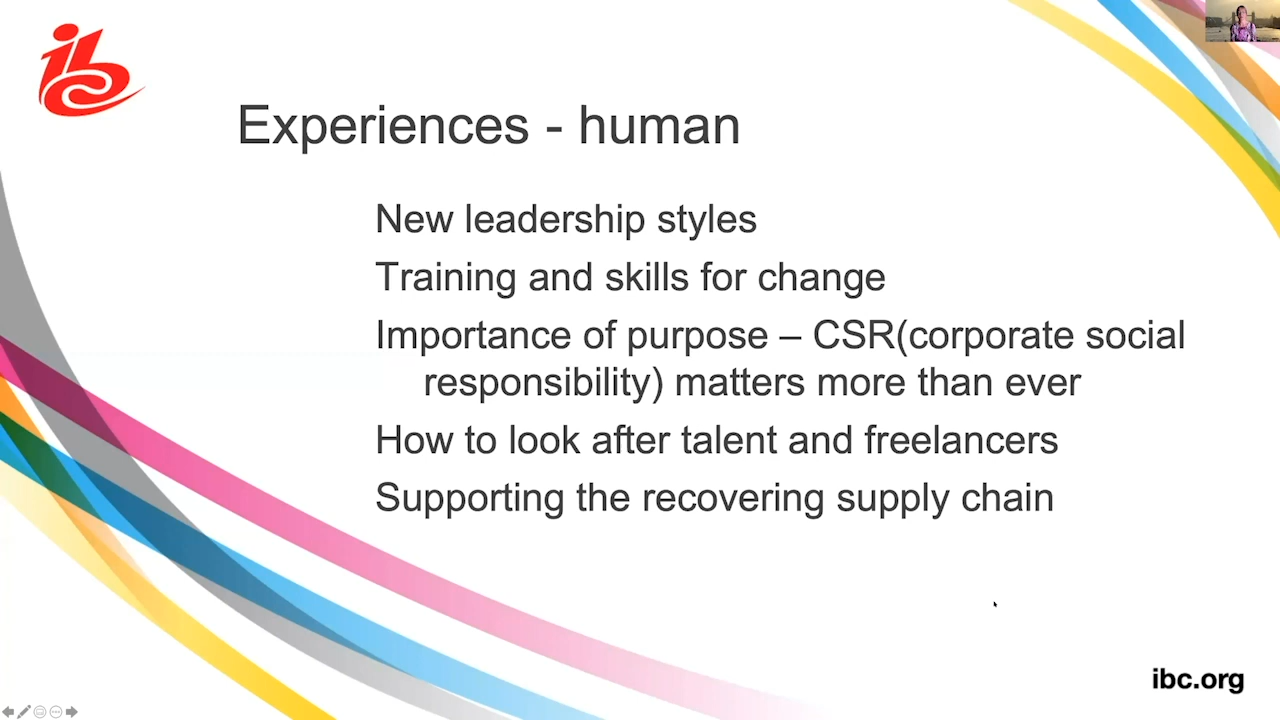 Experiences - human
New leadership styles
Training and skills for change
Importance of purpose – CSR(corporate social
responsibility) matters more than ever
How to look after talent and freelancers
Supporting the recovering supply chain
ibc.org